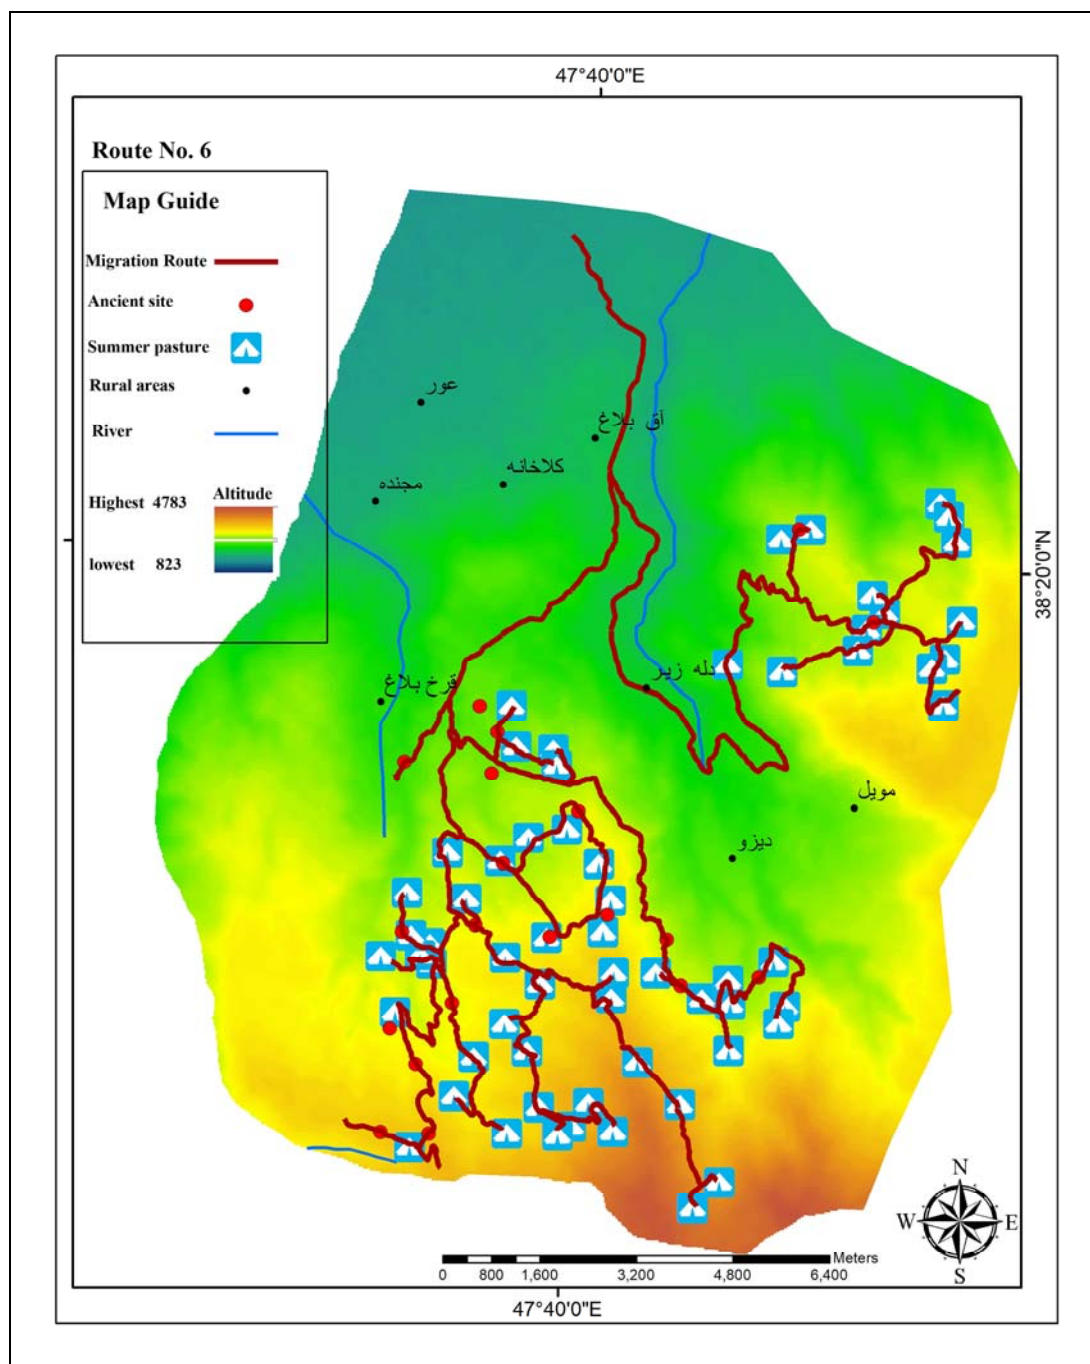 47°40'0"E
Route No. 6
Map Guide
Migration Route
Ancient site
Summer pasture
Rural areas
River
Highest 4783
Altitude
lowest 823
عور
آق بلاغ
کلاخانه
مجنده
38°20'0"N
دله زیر
قرخ بلاغ
مویل
دیزو
N
W E
S
Meters
0 800 1,600 3,200 4,800 6,400
47°40'0"E